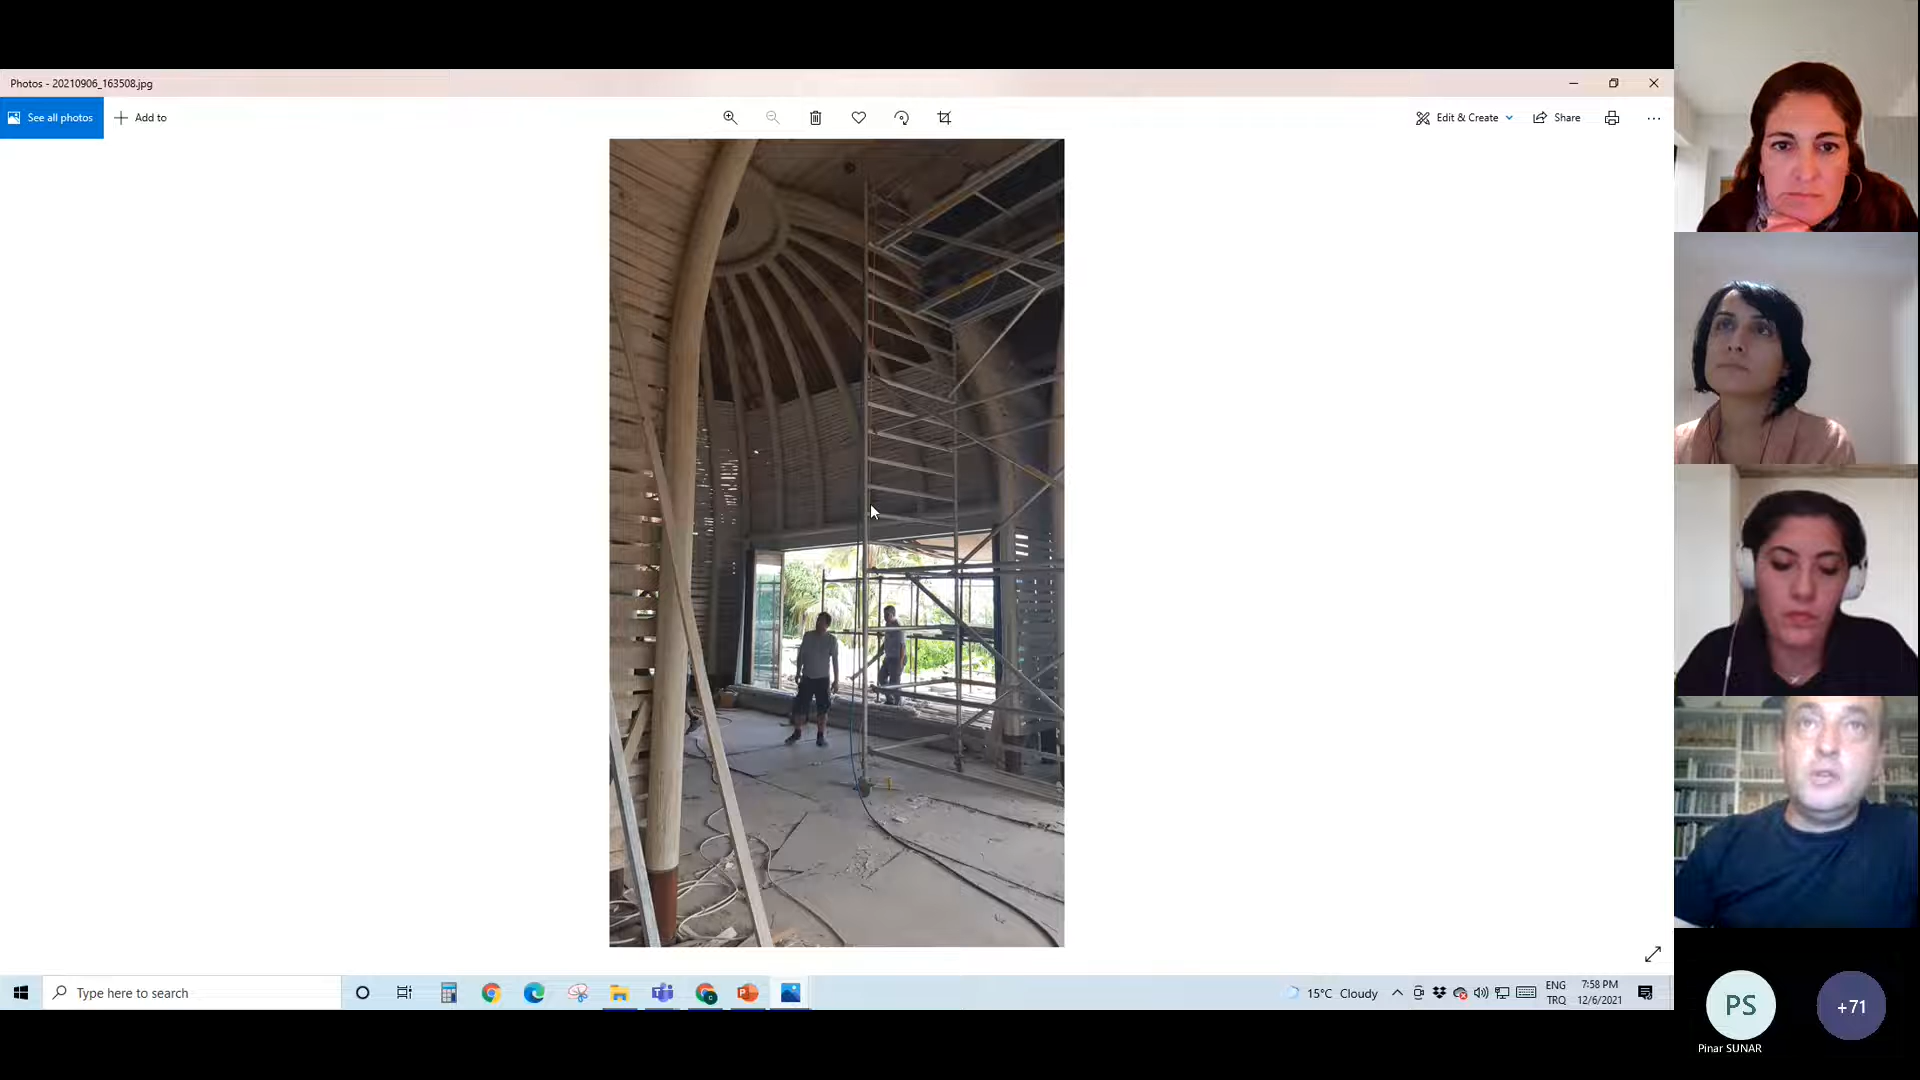 Photos - 20210906_163508.jpg
See all photos
Add to
Edit & Create
Share
Type here to search
15°C Cloudy
ENG
TRQ
7:58 PM
12/6/2021
PS
+71
Pinar SUNAR